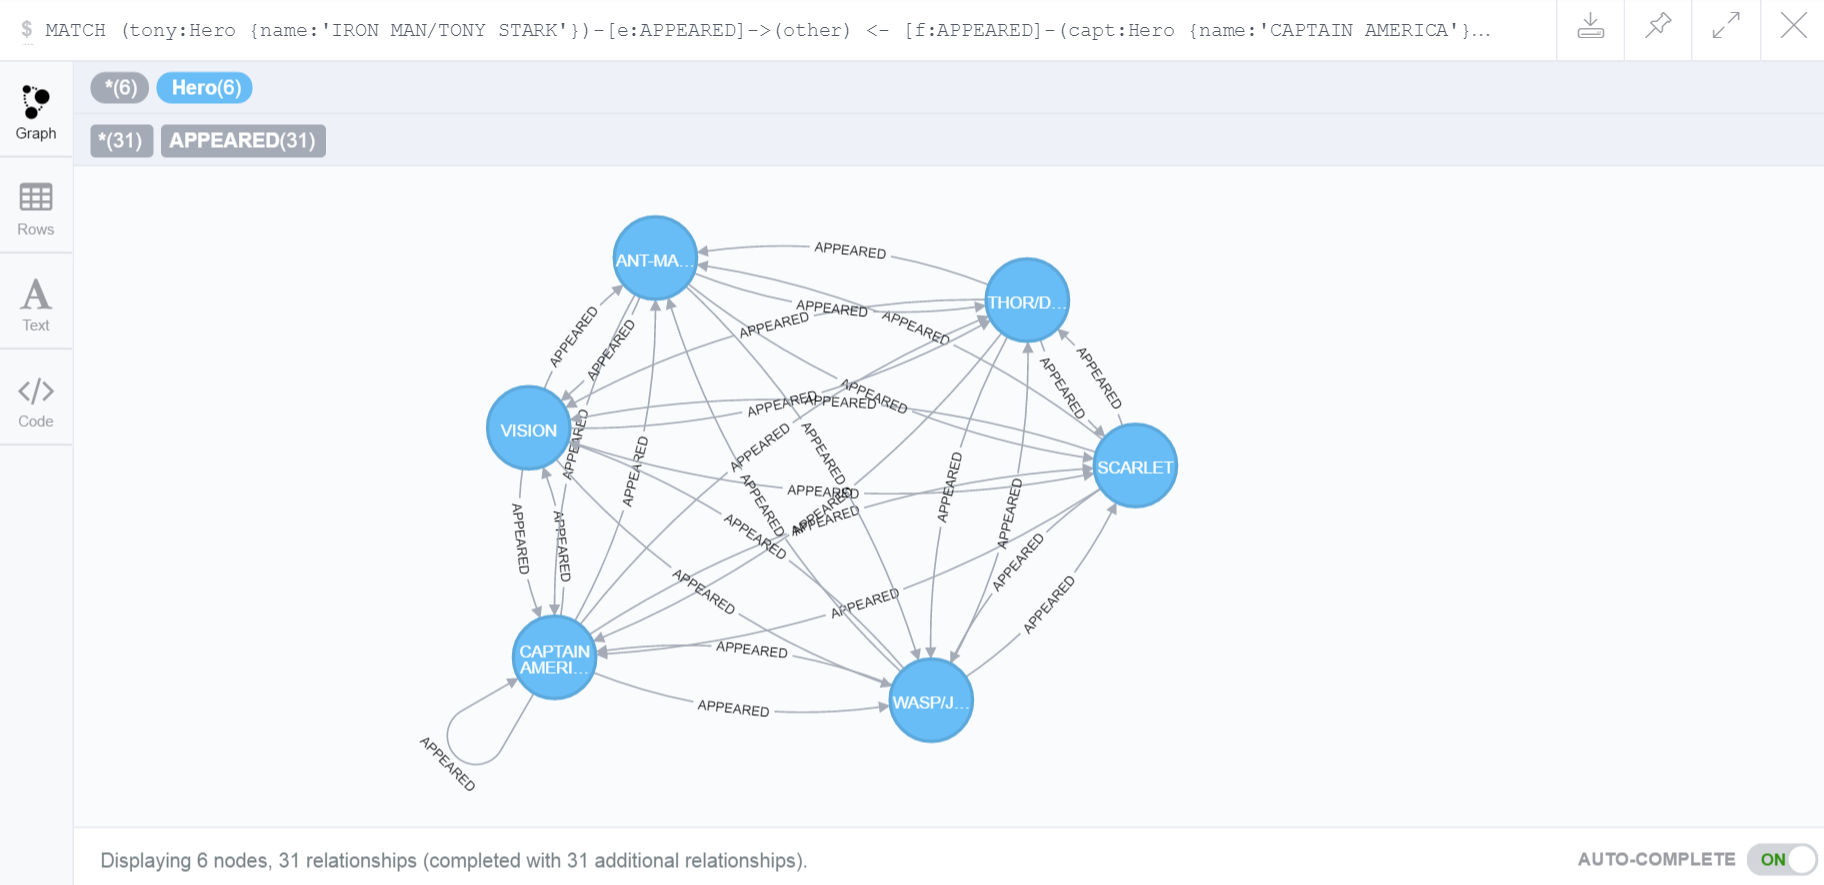 $ MATCH (tony:Hero {name:'IRON MAN/TONY STARK'})-[e:APPEARED]->(other) <- [f:APPEARED]-(capt:Hero {name:'CAPTAIN AMERICA'}...
*(6) Hero(6)
*(31) APPEARED(31)
Graph
Rows
Text
Code
ANT-MA...
APPEARED
THOR/D...
APPEARED
APPEARED
APPEARED
APPEARED
APPEARED
APPEARED
APPEARED
APPEARED
APPEARED
APPEARED
VISION
APPEARED
APPEARED
APPEARED
APPEARED
SCARLET
APPEARED
APPEARED
APPEARED
APPEARED
APPEARED
APPEARED
APPEARED
APPEARED
APPEARED
APPEARED
APPEARED
APPEARED
APPEARED
CAPTAIN
AMERI...
APPEARED
WASP/J...
APPEARED
APPEARED
Displaying 6 nodes, 31 relationships (completed with 31 additional relationships).
AUTO-COMPLETE ON